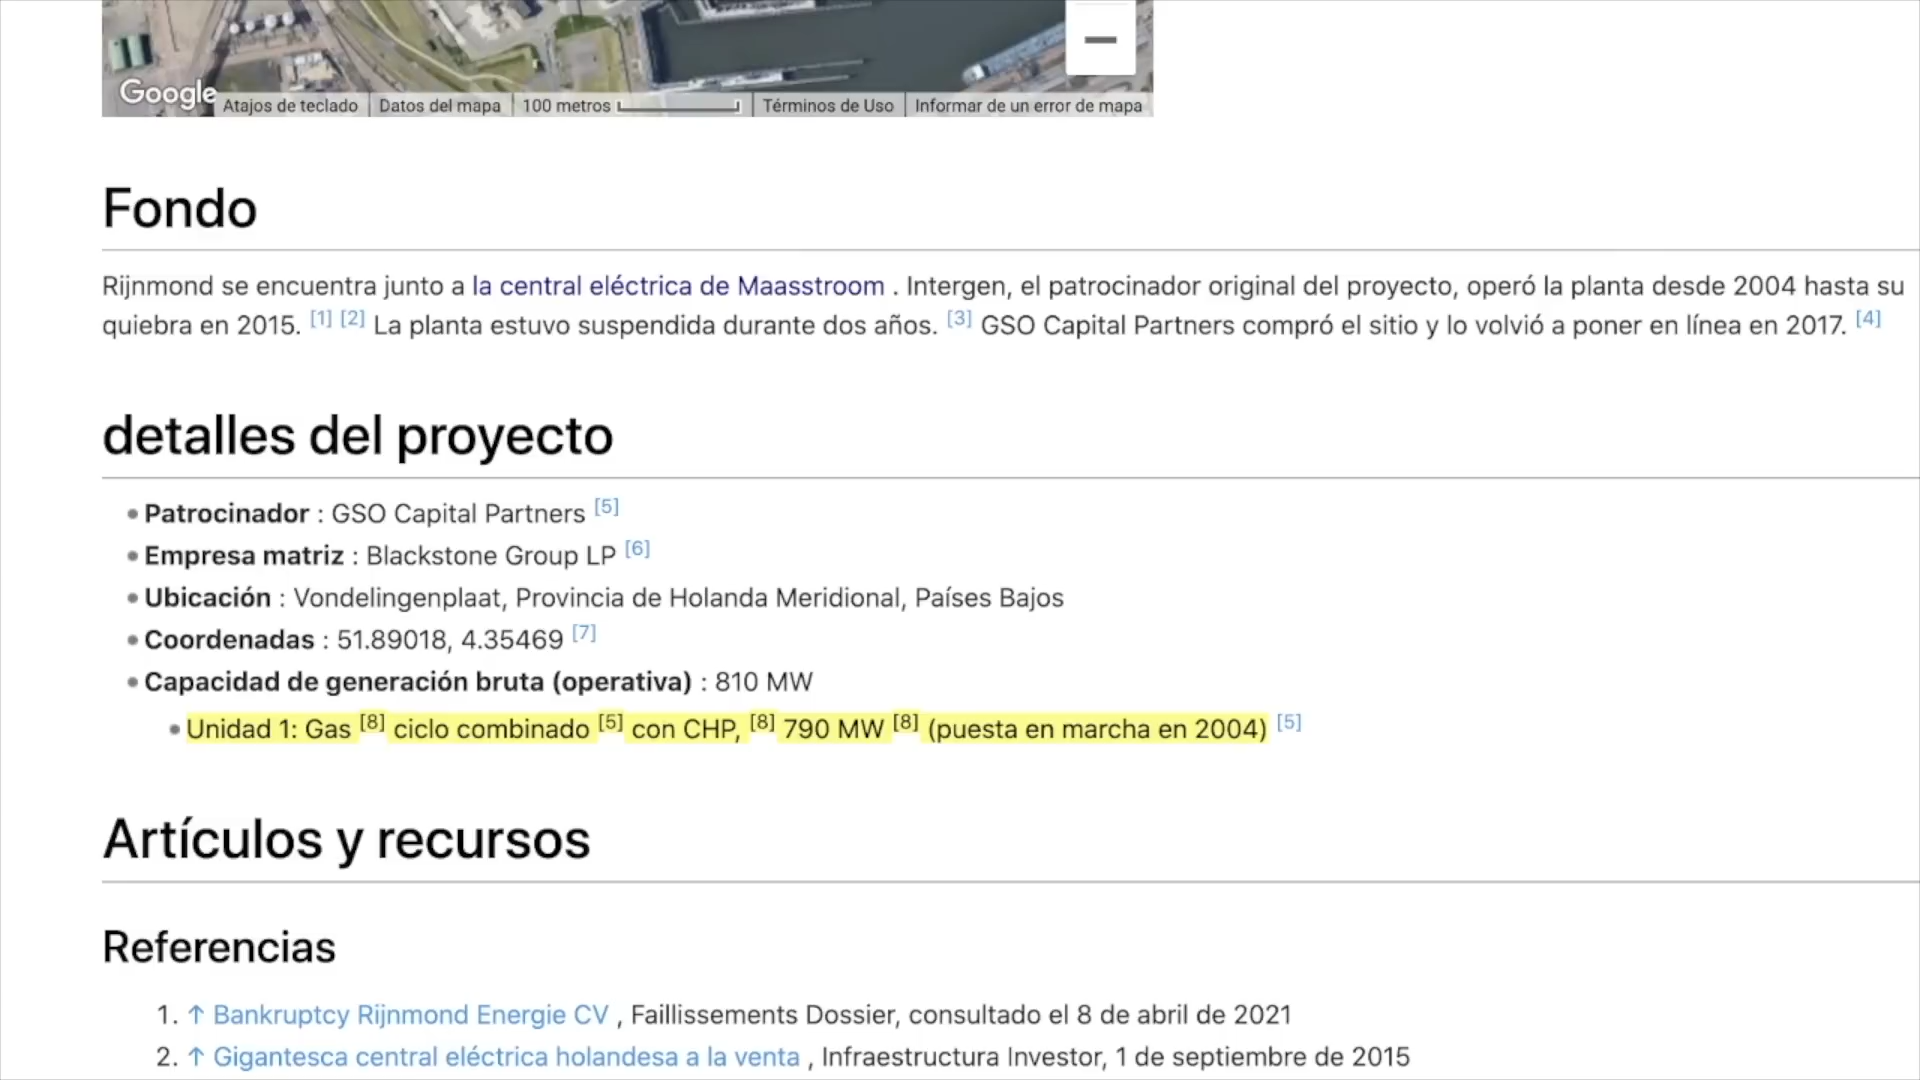 Google
Atajos de teclado
Datos del mapa
100 metros
Términos de Uso
Informar de un error de mapa
Fondo
Rijnmond se encuentra junto a la central eléctrica de Maasstroom . Intergen, el patrocinador original del proyecto, operó la planta desde 2004 hasta su
quiebra en 2015. [1] [2] La planta estuvo suspendida durante dos años. [3] GSO Capital Partners compró el sitio y lo volvió a poner en línea en 2017. [4]
detalles del proyecto
• Patrocinador : GSO Capital Partners [5]
• Empresa matriz : Blackstone Group LP [6]
• Ubicación : Vondelingenplaat, Provincia de Holanda Meridional, Países Bajos
• Coordenadas : 51.89018, 4.35469 [7]
• Capacidad de generación bruta (operativa) : 810 MW
• Unidad 1: Gas [8] ciclo combinado [5] con CHP, [8] 790 MW [8] (puesta en marcha en 2004) [5]
Artículos y recursos
Referencias
1. ↑ Bankruptcy Rijnmond Energie CV , Faillissements Dossier, consultado el 8 de abril de 2021
2. ↑ Gigantesca central eléctrica holandesa a la venta , Infraestructura Investor, 1 de septiembre de 2015